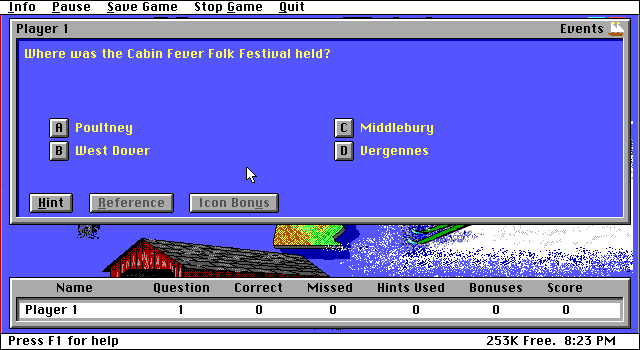 Info Pause Save Game Stop Game Quit
Player 1 Events
Where was the Cabin Fever Folk Festival held?
A Poultney C Middlebury
B West Dover D Vergennes
Hint Reference Icon Bonus
Name Question Correct Missed Hints Used Bonuses Score
Player 1 1 0 0 0 0 0
Press F1 for help 253K Free. 8:23 PM